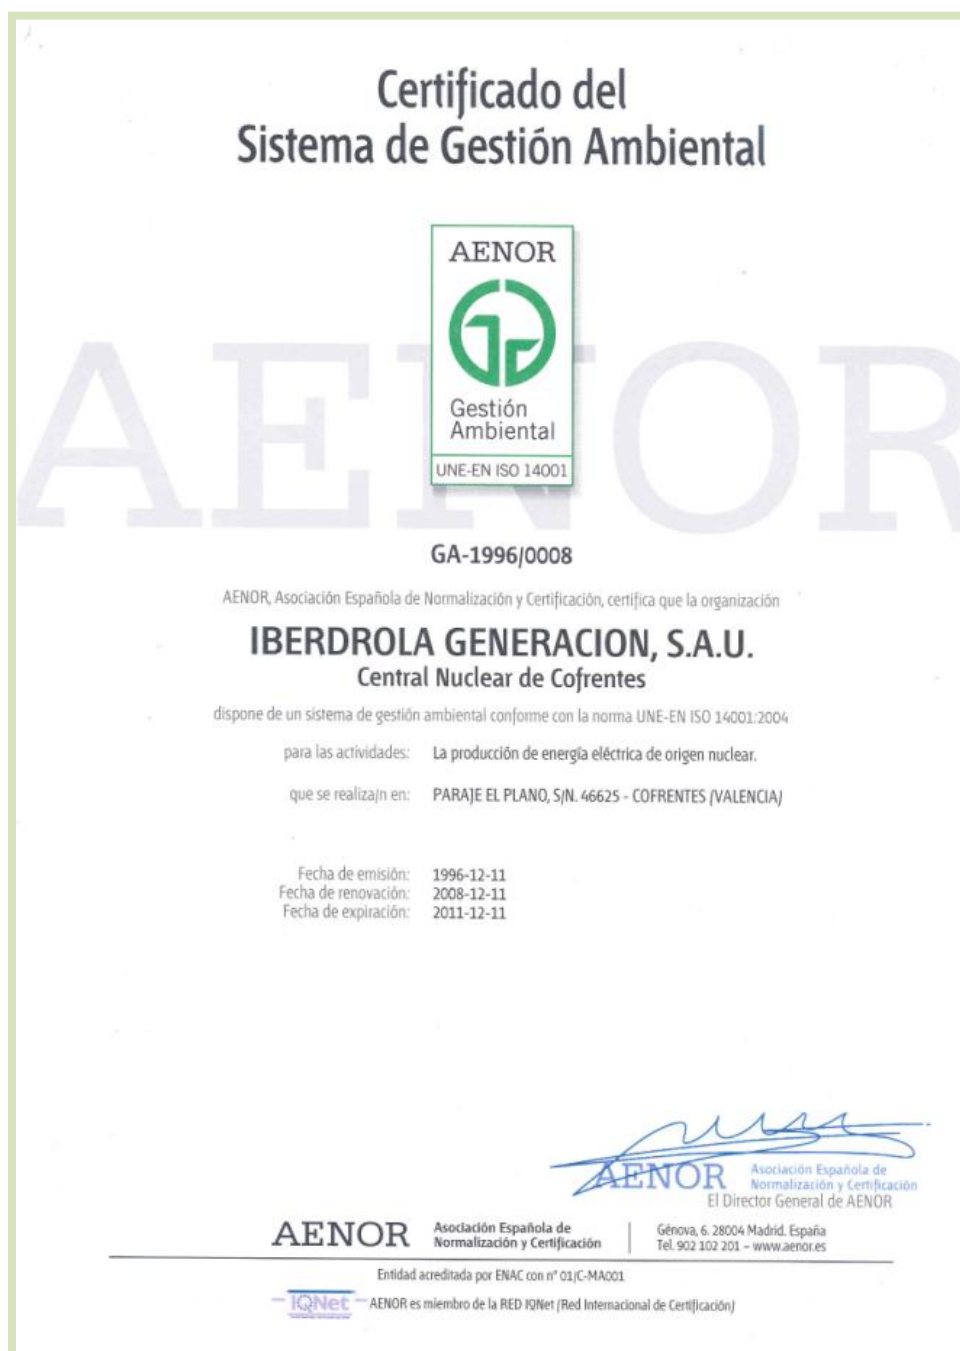 Certificado del
Sistema de Gestión Ambiental
AENOR
Gestión
Ambiental
UNE-EN ISO 14001
AENOR
GA-1996/0008
AENOR, Asociación Española de Normalización y Certificación, certifica que la organización
IBERDROLA GENERACION, S.A.U.
Central Nuclear de Cofrentes
dispone de un sistema de gestión ambiental conforme con la norma UNE-EN ISO 14001:2004
para las actividades: La producción de energía eléctrica de origen nuclear.
que se realiza/n en: PARAJE EL PLANO, S/N. 46625 - COFRENTES (VALENCIA)
Fecha de emisión: 1996-12-11
Fecha de renovación: 2008-12-11
Fecha de expiración: 2011-12-11
AENOR Asociación Española de
Normalización y Certificación
El Director General de AENOR
AENOR Asociación Española de
Normalización y Certificación
Génova, 6. 28004 Madrid. España
Tel. 902 102 201 – www.aenor.es
Entidad acreditada por ENAC con nº 01/C-MA001
IQNet
AENOR es miembro de la RED IQNet (Red Internacional de Certificación)